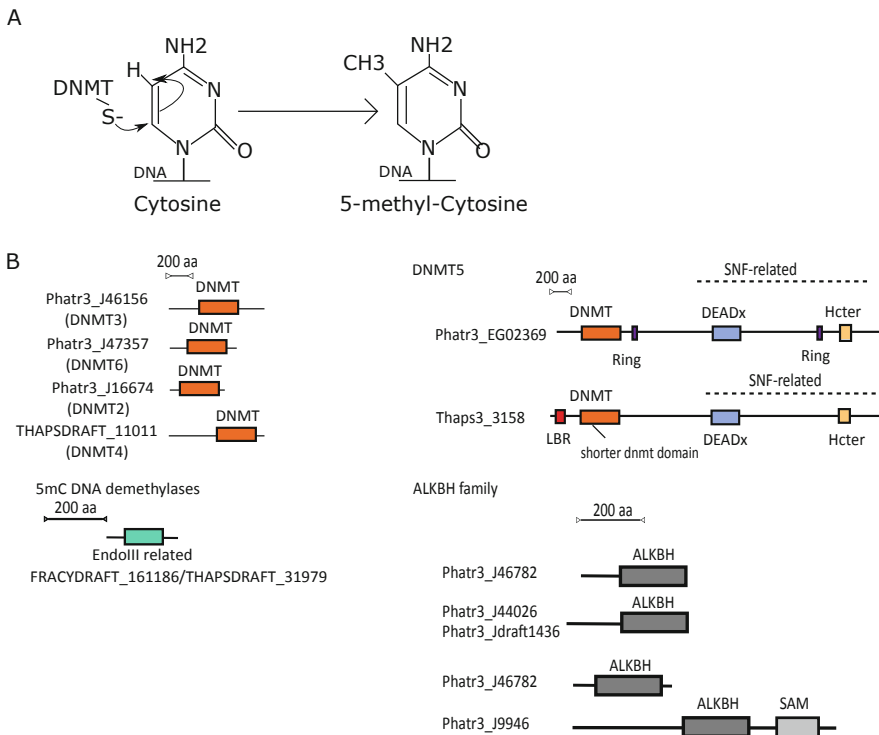 A
NH2
H
N
DNMT
S-
N
O
DNA
Cytosine
NH2
CH3
N
N
O
DNA
5-methyl-Cytosine
B
200 aa
DNMT
Phatr3_J46156
(DNMT3)
DNMT
Phatr3_J47357
(DNMT6)
DNMT
Phatr3_J16674
(DNMT2)
DNMT
THAPSDRAFT_11011
(DNMT4)
5mC DNA demethylases
200 aa
EndoIII related
FRACYDRAFT_161186/THAPSDRAFT_31979
DNMT5
SNF-related
200 aa
DNMT
DEADx
Hcter
Phatr3_EG02369
Ring
Ring
SNF-related
DNMT
Thaps3_3158
LBR
DEADx
Hcter
shorter dnmt domain
ALKBH family
200 aa
ALKBH
Phatr3_J46782
ALKBH
Phatr3_J44026
Phatr3_Jdraft1436
ALKBH
Phatr3_J46782
ALKBH
SAM
Phatr3_J9946